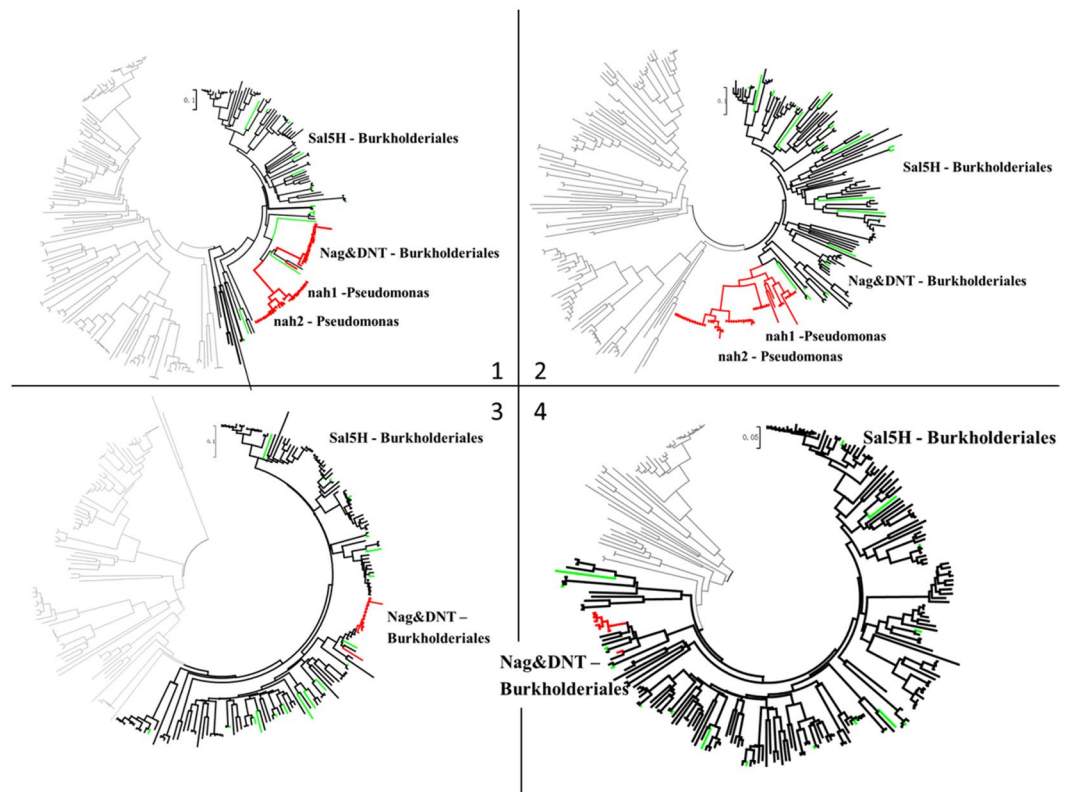 0.1
Sal5H - Burkholderiales
Nag&DNT - Burkholderiales
nah1 -Pseudomonas
nah2 - Pseudomonas
1
0.1
Sal5H - Burkholderiales
Nag&DNT - Burkholderiales
nah1 -Pseudomonas
nah2 - Pseudomonas
2
3
0.1
Sal5H - Burkholderiales
Nag&DNT –
Burkholderiales
4
0.05
Sal5H - Burkholderiales
Nag&DNT –
Burkholderiales